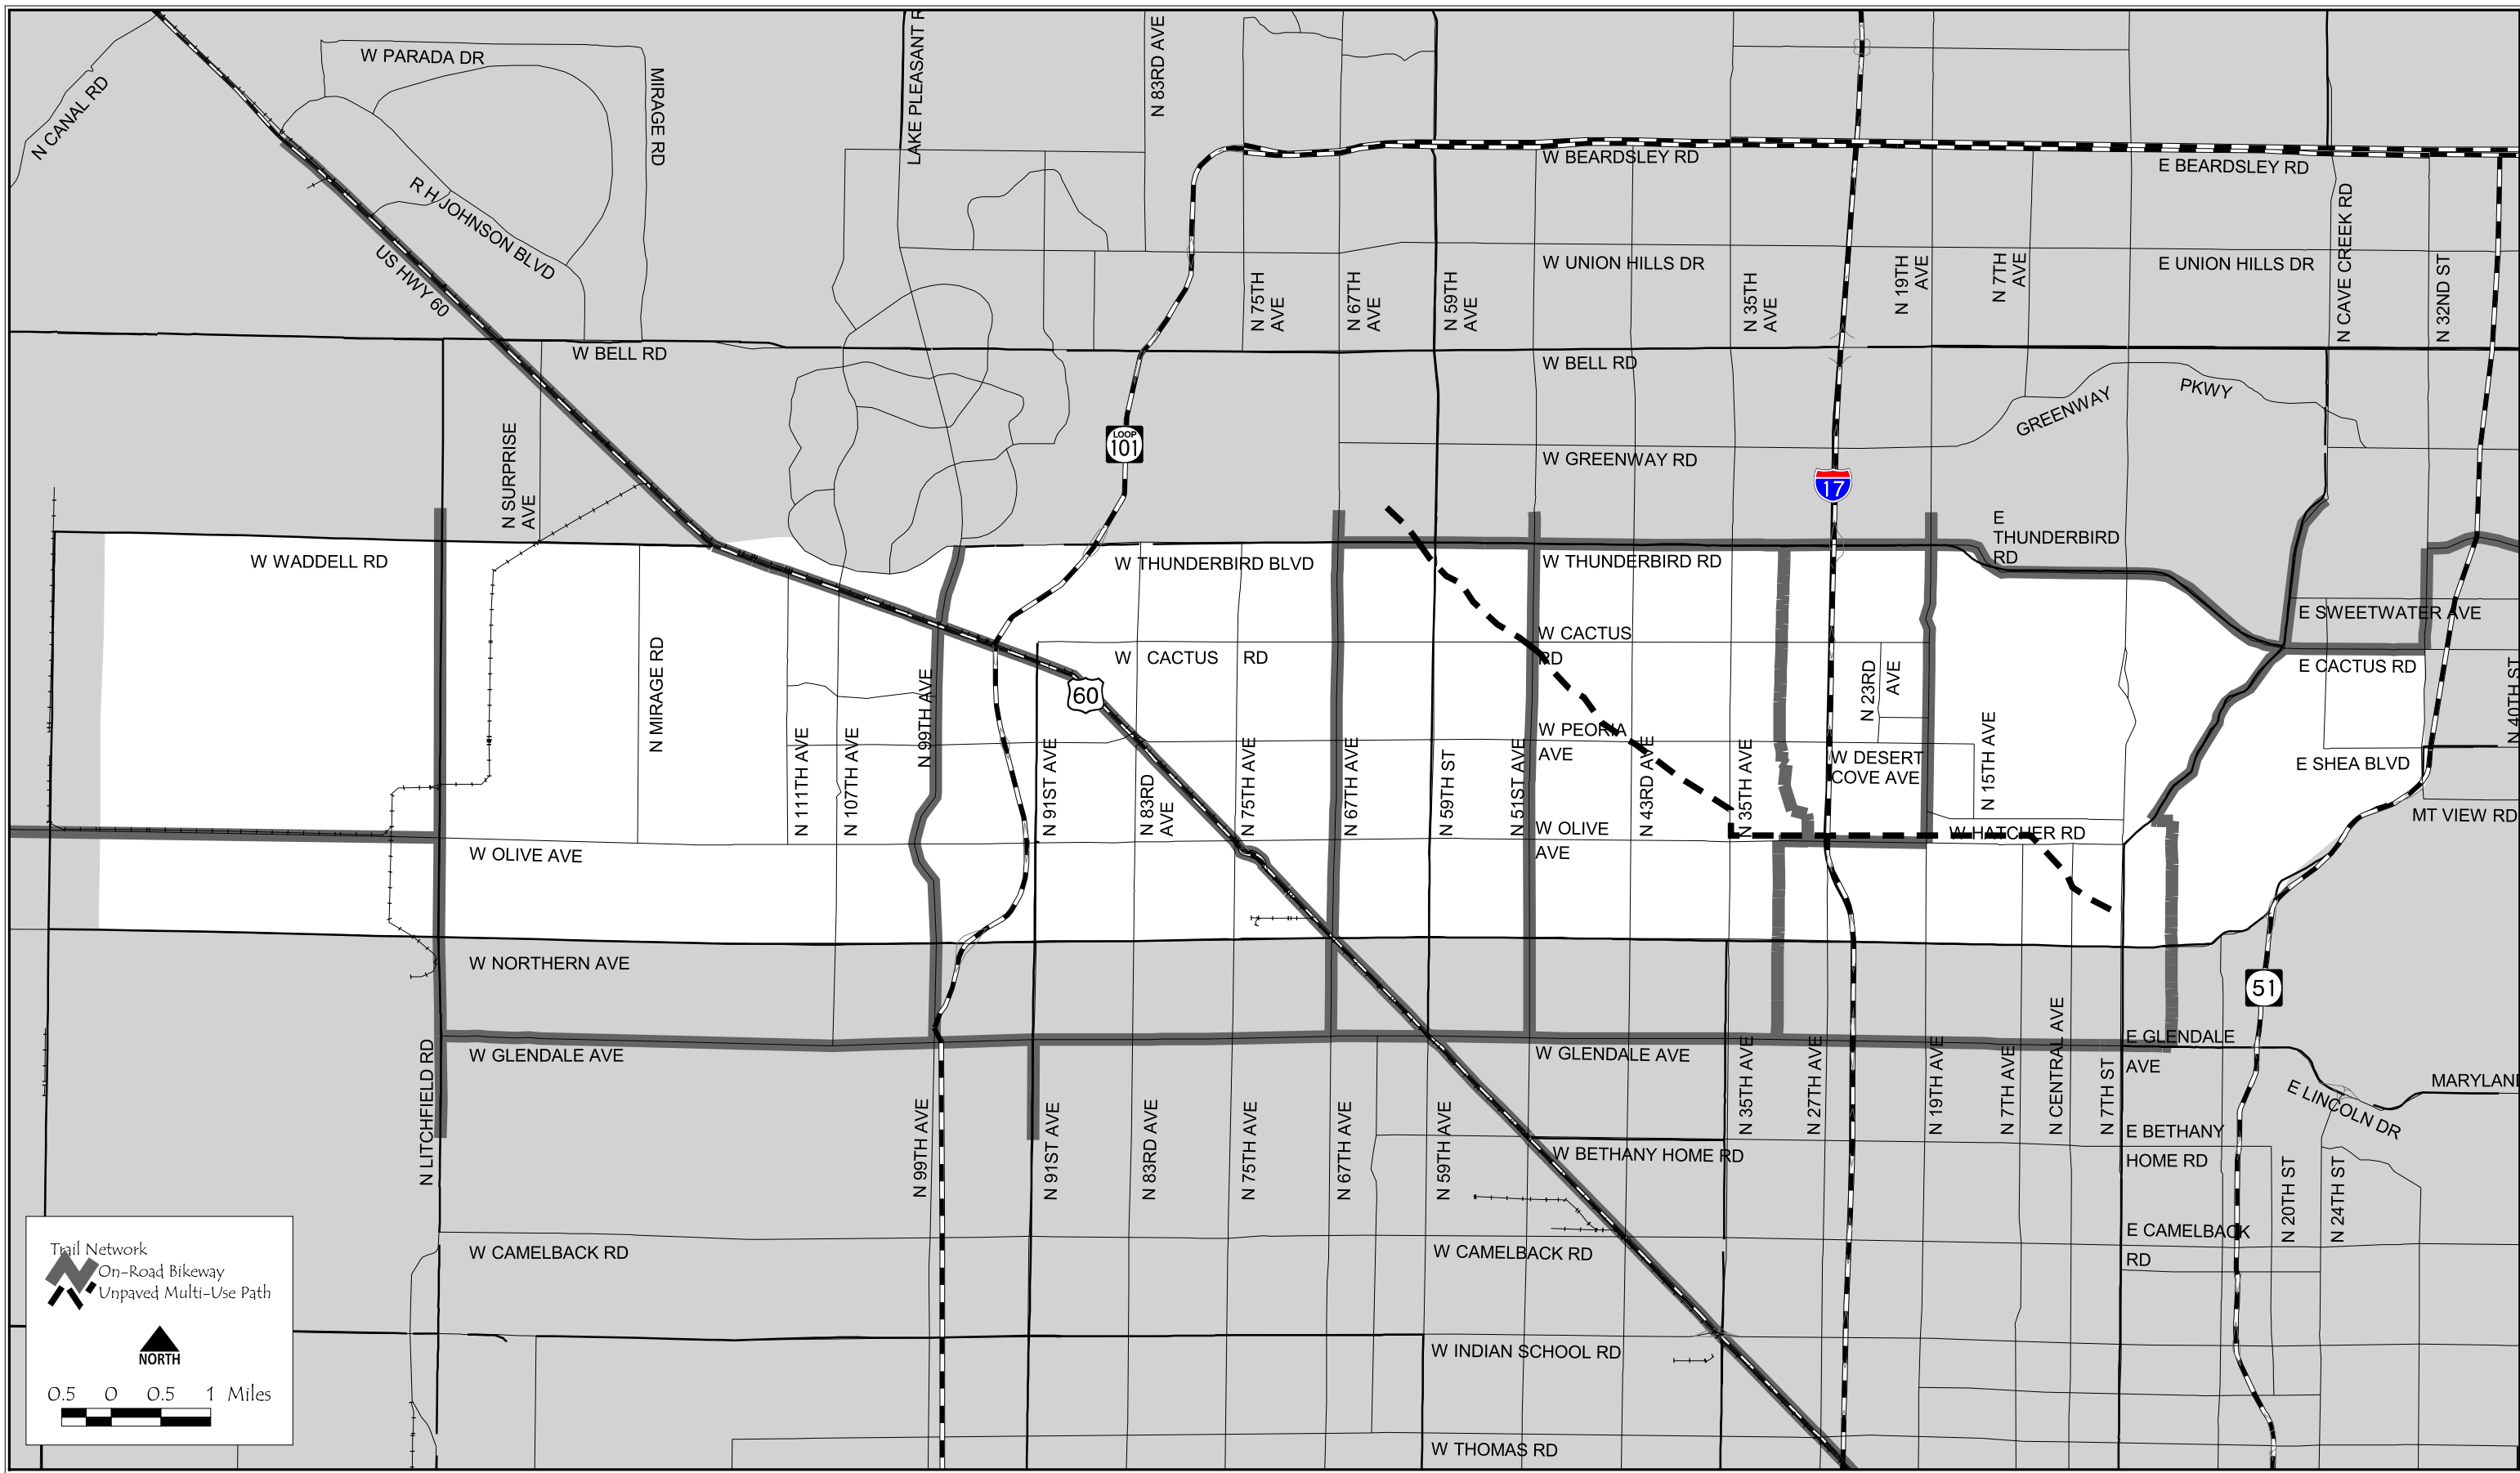 W PARADA DR
N CANAL RD
MIRAGE RD
LAKE PLEASANT R
N 83RD AVE
R H JOHNSON BLVD
US HWY 60
W BEARDSLEY RD
E BEARDSLEY RD
W UNION HILLS DR
E UNION HILLS DR
N 75TH
AVE
N 67TH
AVE
N 59TH
AVE
N 35TH
AVE
N 19TH
AVE
N 7TH
AVE
N CAVE CREEK RD
N 32ND ST
W BELL RD
W BELL RD
GREENWAY
PKWY
LOOP
101
N SURPRISE
AVE
W GREENWAY RD
17
E
THUNDERBIRD
RD
W WADDELL RD
W THUNDERBIRD BLVD
W THUNDERBIRD RD
E SWEETWATER AVE
W CACTUS
RD
W CACTUS RD
E CACTUS RD
N MIRAGE RD
N 99TH AVE
60
N 23RD
AVE
N 40TH ST
N 111TH AVE
N 107TH AVE
N 91ST AVE
N 83RD
AVE
N 75TH AVE
N 67TH AVE
N 59TH ST
N 51ST AVE
W PEORIA
AVE
N 43RD AVE
N 35TH AVE
W DESERT
COVE AVE
N 15TH AVE
E SHEA BLVD
MT VIEW RD
W OLIVE AVE
W OLIVE
AVE
W HATCHER RD
W NORTHERN AVE
51
W GLENDALE AVE
W GLENDALE AVE
E GLENDALE
AVE
N LITCHFIELD RD
N 99TH AVE
N 91ST AVE
N 83RD AVE
N 75TH AVE
N 67TH AVE
N 59TH AVE
N 35TH AVE
N 27TH AVE
N 19TH AVE
N 7TH AVE
N CENTRAL AVE
N 7TH ST
MARYLAN
E LINCOLN DR
W BETHANY HOME RD
E BETHANY
HOME RD
N 20TH ST
N 24TH ST
W CAMELBACK RD
W CAMELBACK RD
E CAMELBACK
RD
W INDIAN SCHOOL RD
W THOMAS RD
Trail Network
On-Road Bikeway
Unpaved Multi-Use Path
NORTH
0.5 0 0.5 1 Miles